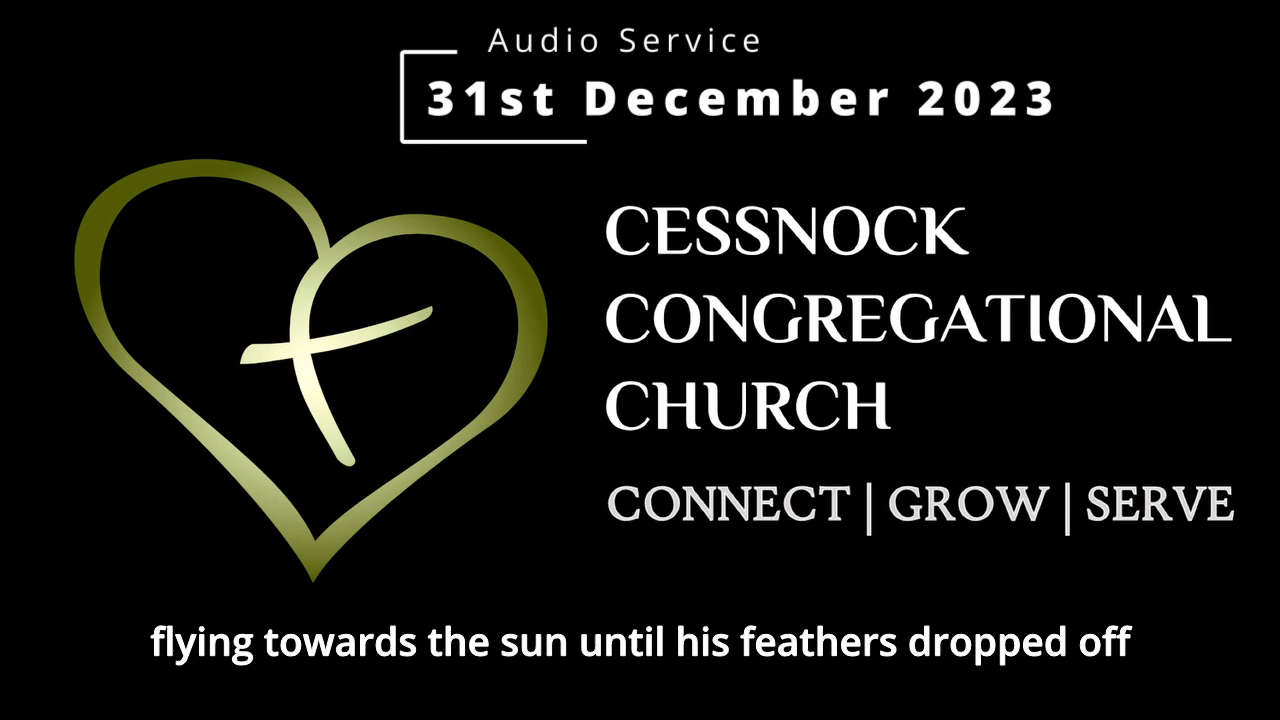 Audio Service
31st December 2023
CESSNOCK
CONGREGATIONAL
CHURCH
CONNECT | GROW | SERVE
flying towards the sun until his feathers dropped off